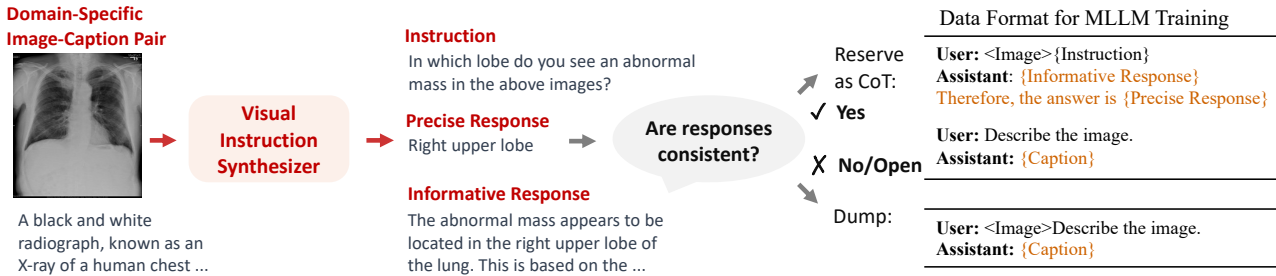 Domain-Specific
Image-Caption Pair
A black and white
radiograph, known as an
X-ray of a human chest ...
Visual
Instruction
Synthesizer
Instruction
In which lobe do you see an abnormal
mass in the above images?
Precise Response
Right upper lobe
Informative Response
The abnormal mass appears to be
located in the right upper lobe of
the lung. This is based on the ...
Are responses
consistent?
Reserve
as CoT:
✓ Yes
✗ No/Open
Dump:
Data Format for MLLM Training
User: <Image>{Instruction}
Assistant: {Informative Response}
Therefore, the answer is {Precise Response}
User: Describe the image.
Assistant: {Caption}
User: <Image>Describe the image.
Assistant: {Caption}